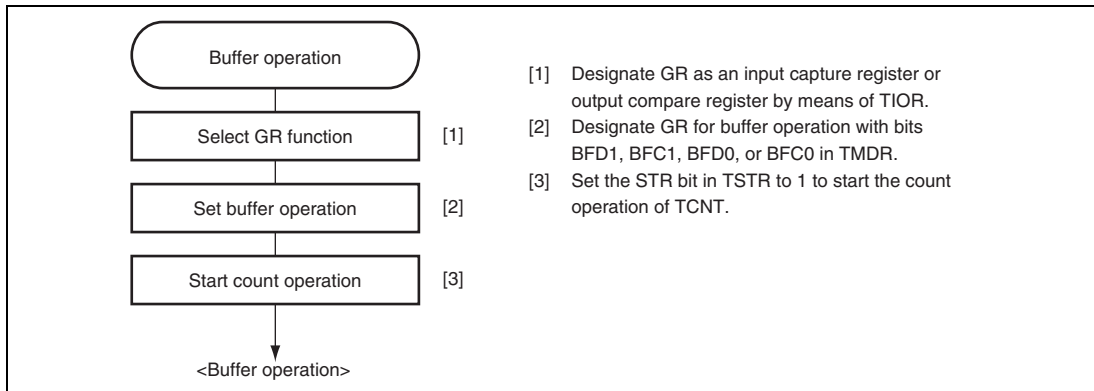 Buffer operation
Select GR function
[1]
Set buffer operation
[2]
Start count operation
[3]
<Buffer operation>
[1] Designate GR as an input capture register or
output compare register by means of TIOR.
[2] Designate GR for buffer operation with bits
BFD1, BFC1, BFD0, or BFC0 in TMDR.
[3] Set the STR bit in TSTR to 1 to start the count
operation of TCNT.